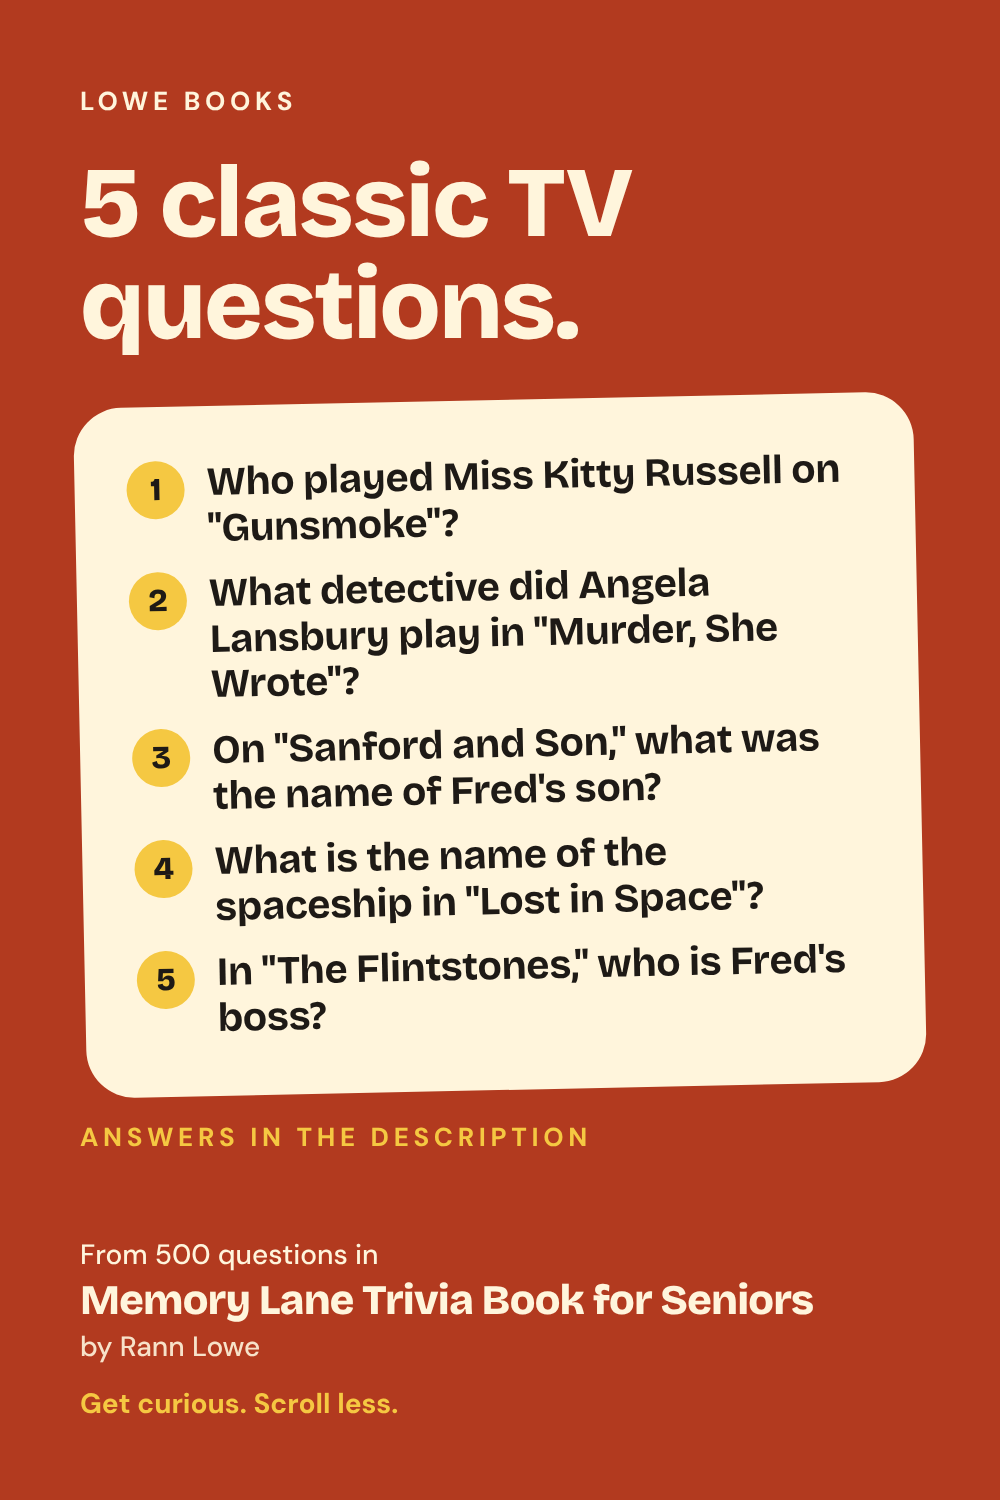 LOWE BOOKS
5 classic TV
questions.
1 Who played Miss Kitty Russell on
"Gunsmoke"?
2 What detective did Angela
Lansbury play in "Murder, She
Wrote"?
3 On "Sanford and Son," what was
the name of Fred's son?
4 What is the name of the
spaceship in "Lost in Space"?
5 In "The Flintstones," who is Fred's
boss?
ANSWERS IN THE DESCRIPTION
From 500 questions in
Memory Lane Trivia Book for Seniors
by Rann Lowe
Get curious. Scroll less.